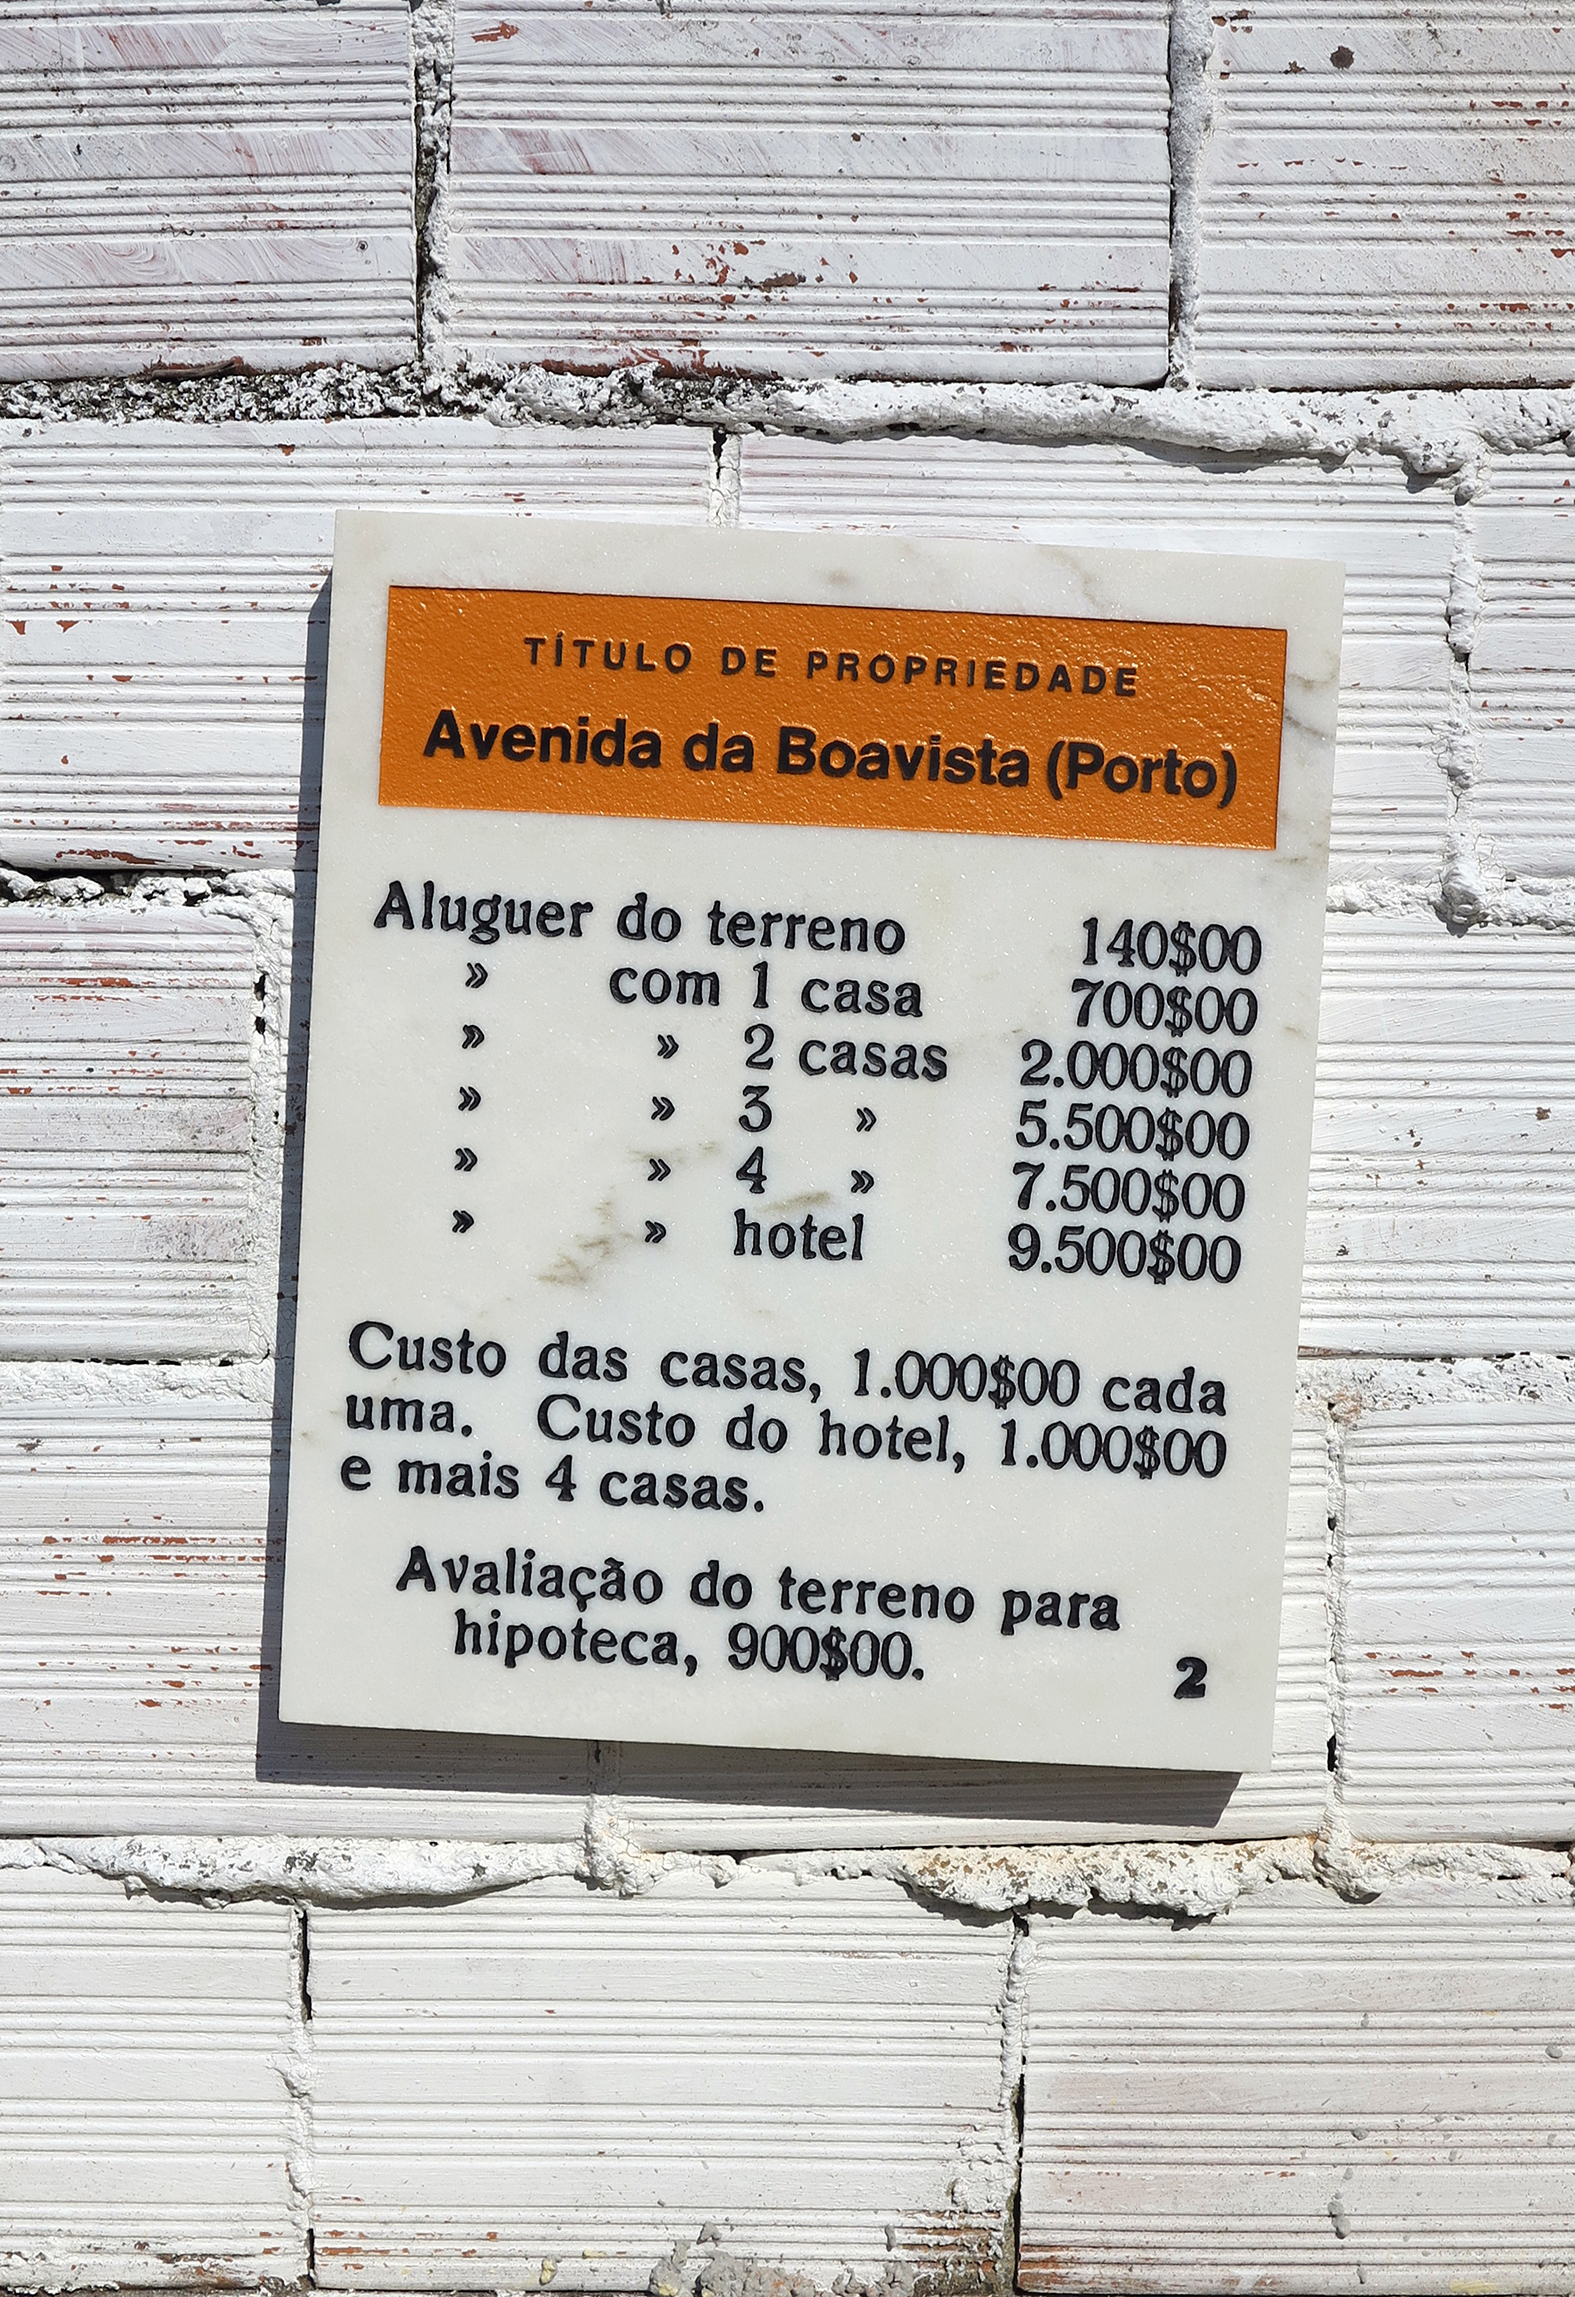 TÍTULO DE PROPRIEDADE
Avenida da Boavista (Porto)
Aluguer do terreno 140$00
» com 1 casa 700$00
» » 2 casas 2.000$00
» » 3 » 5.500$00
» » 4 » 7.500$00
» » hotel 9.500$00
Custo das casas, 1.000$00 cada
uma. Custo do hotel, 1.000$00
e mais 4 casas.
Avaliação do terreno para
hipoteca, 900$00.
2